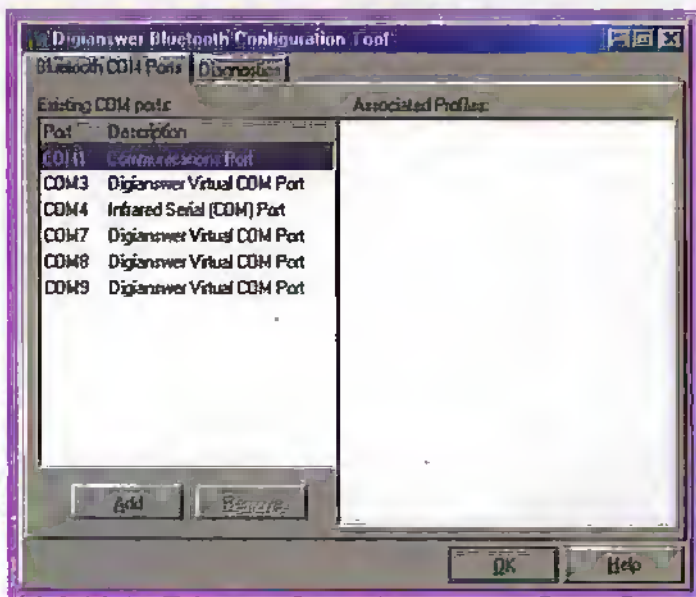 Digianswer Bluetooth Configuration Tool
Bluetooth COM Ports Diagnostics
Existing COM ports: Associated Profiles:
Port Description
COM1 Communications Port
COM3 Digianswer Virtual COM Port
COM4 Infrared Serial (COM) Port
COM7 Digianswer Virtual COM Port
COM8 Digianswer Virtual COM Port
COM9 Digianswer Virtual COM Port
Add Remove
OK Help